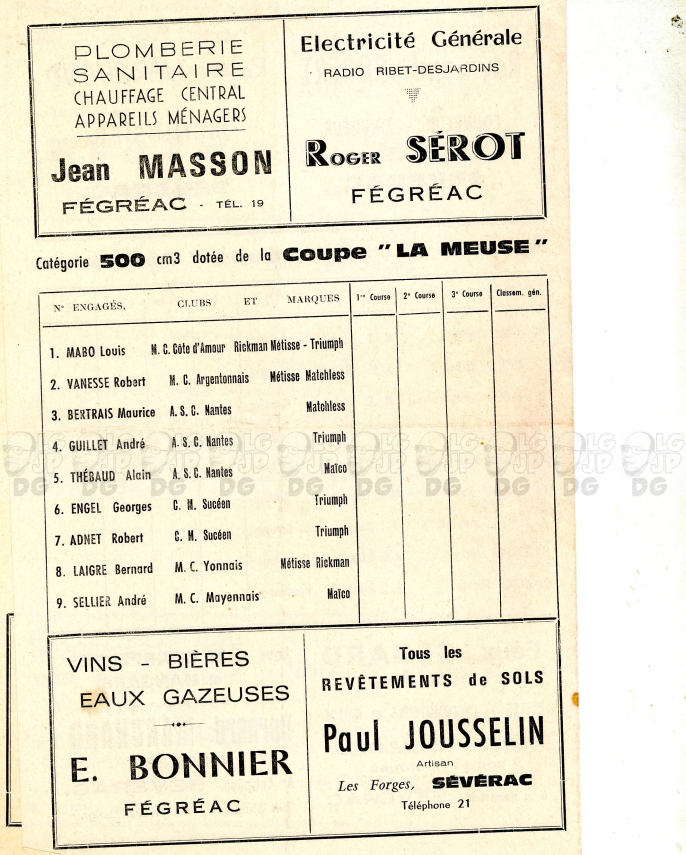 PLOMBERIE
SANITAIRE
CHAUFFAGE CENTRAL
APPAREILS MÉNAGERS
Jean MASSON
FÉGRÉAC - TÉL. 19
Electricité Générale
RADIO RIBET-DESJARDINS
ROGER SÉROT
FÉGRÉAC
Catégorie 500 cm3 dotée de la Coupe "LA MEUSE"
N° ENGAGÉS, CLUBS ET MARQUES 1re Course 2e Course 3e Course Classem. gén.
1. MABO Louis M. C. Côte d'Amour Rickman Métisse - Triumph
2. VANESSE Robert M. C. Argentonnais Métisse Matchless
3. BERTRAIS Maurice A. S. C. Nantes Matchless
4. GUILLET André A. S. C. Nantes Triumph
5. THÉBAUD Alain A. S. C. Nantes Maïco
6. ENGEL Georges C. M. Sucéen Triumph
7. ADNET Robert C. M. Sucéen Triumph
8. LAIGRE Bernard M. C. Yonnais Métisse Rickman
9. SELLIER André M. C. Mayennais Maïco
VINS - BIÈRES
EAUX GAZEUSES
E. BONNIER
FÉGRÉAC
Tous les
REVÊTEMENTS de SOLS
Paul JOUSSELIN
Artisan
Les Forges, SÉVÉRAC
Téléphone 21